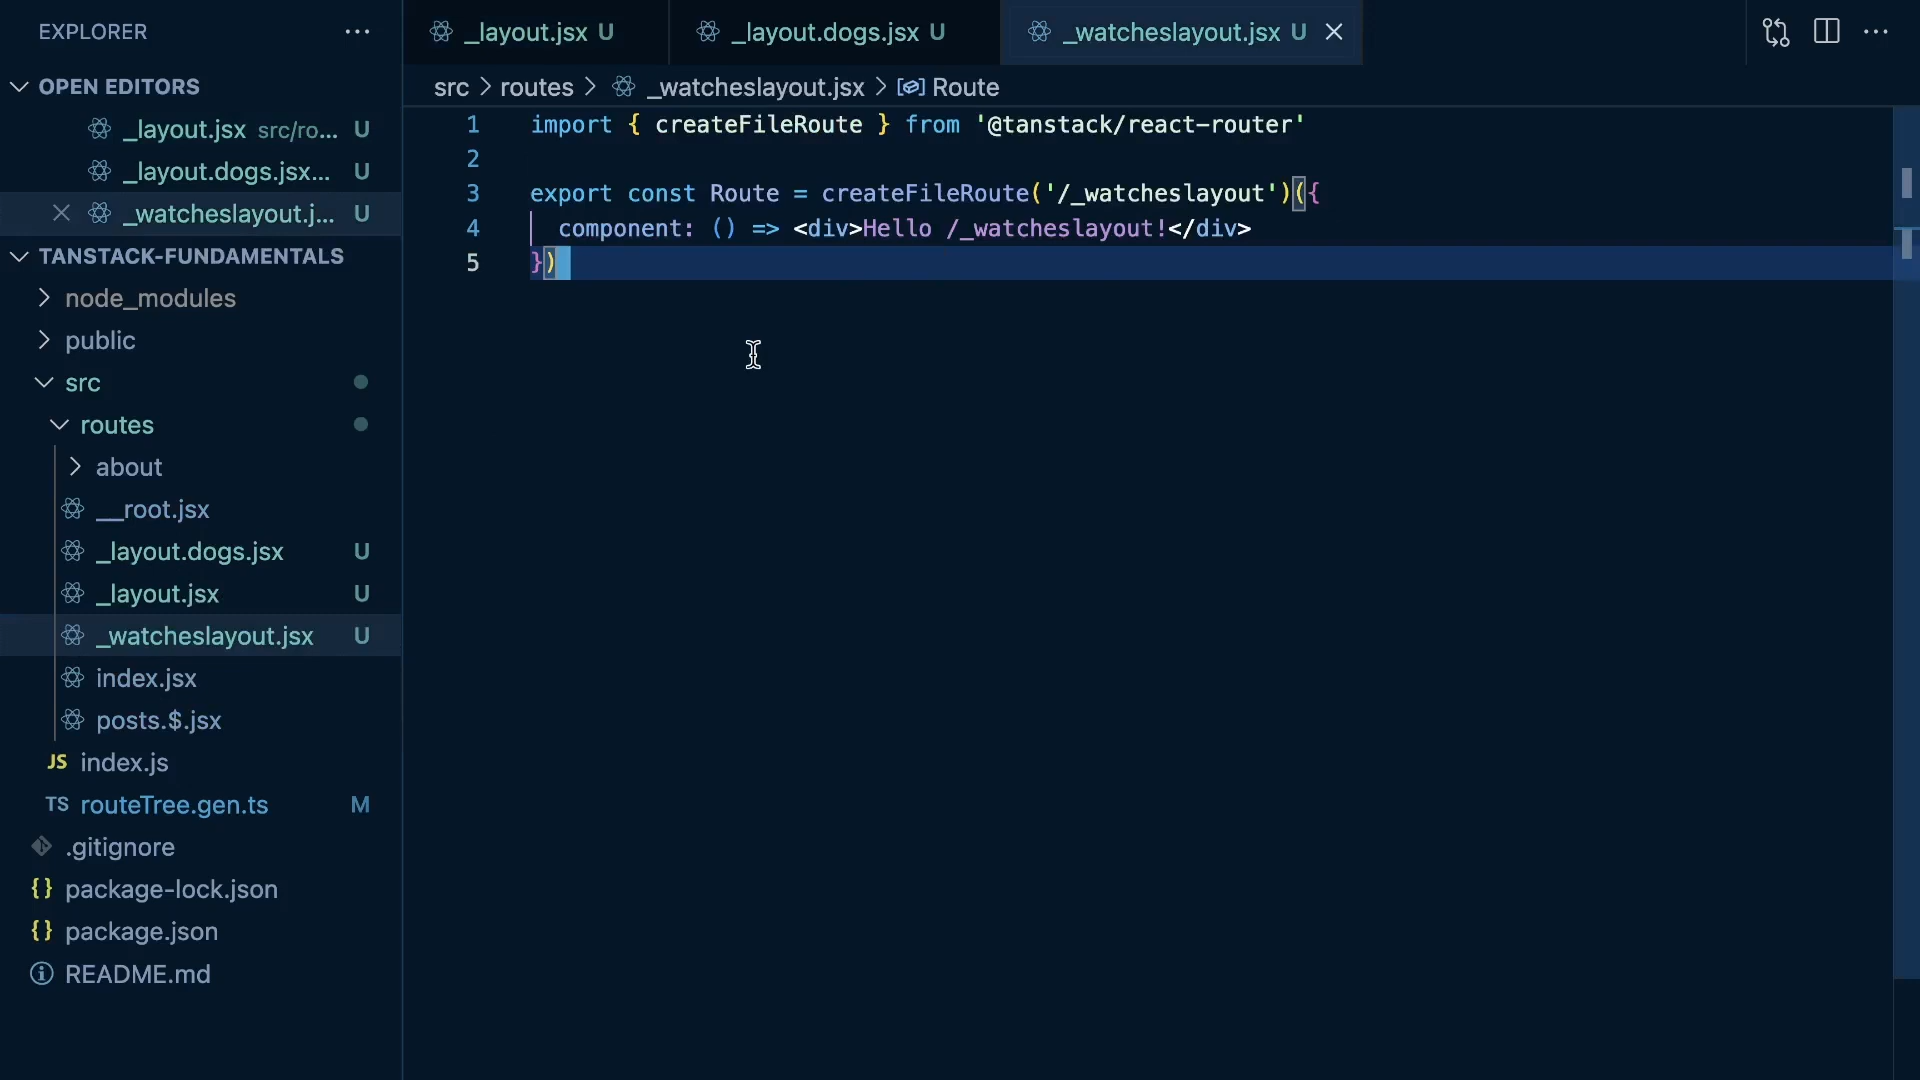 EXPLORER
OPEN EDITORS
_layout.jsx src/ro... U
_layout.dogs.jsx... U
_watcheslayout.j... U
TANSTACK-FUNDAMENTALS
node_modules
public
src
routes
about
__root.jsx
_layout.dogs.jsx U
_layout.jsx U
_watcheslayout.jsx U
index.jsx
posts.$.jsx
JS index.js
TS routeTree.gen.ts M
.gitignore
{} package-lock.json
{} package.json
README.md
_layout.jsx U
_layout.dogs.jsx U
_watcheslayout.jsx U
src > routes > _watcheslayout.jsx > Route
1 import { createFileRoute } from '@tanstack/react-router'
2
3 export const Route = createFileRoute('/_watcheslayout')({
4 component: () => <div>Hello /_watcheslayout!</div>
5 })